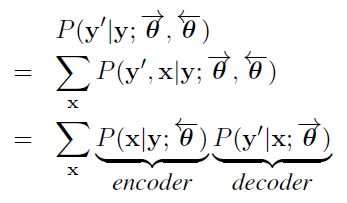 P(y′|y; θ⃗, θ⃖)
= ∑ₓ P(y′, x|y; θ⃗, θ⃖)
= ∑ₓ P(x|y; θ⃖) P(y′|x; θ⃗)
encoder decoder